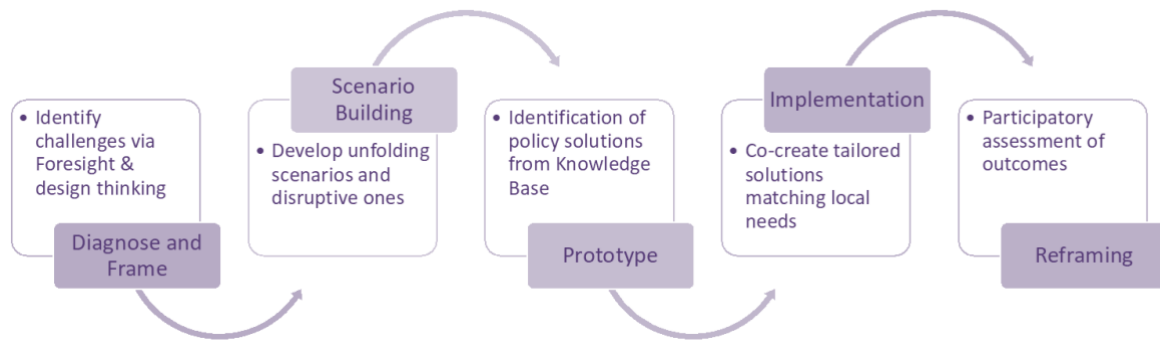 • Identify
challenges via
Foresight &
design thinking
Diagnose and
Frame
Scenario
Building
• Develop unfolding
scenarios and
disruptive ones
• Identification of
policy solutions
from Knowledge
Base
Prototype
Implementation
• Co-create tailored
solutions
matching local
needs
• Participatory
assessment of
outcomes
Reframing